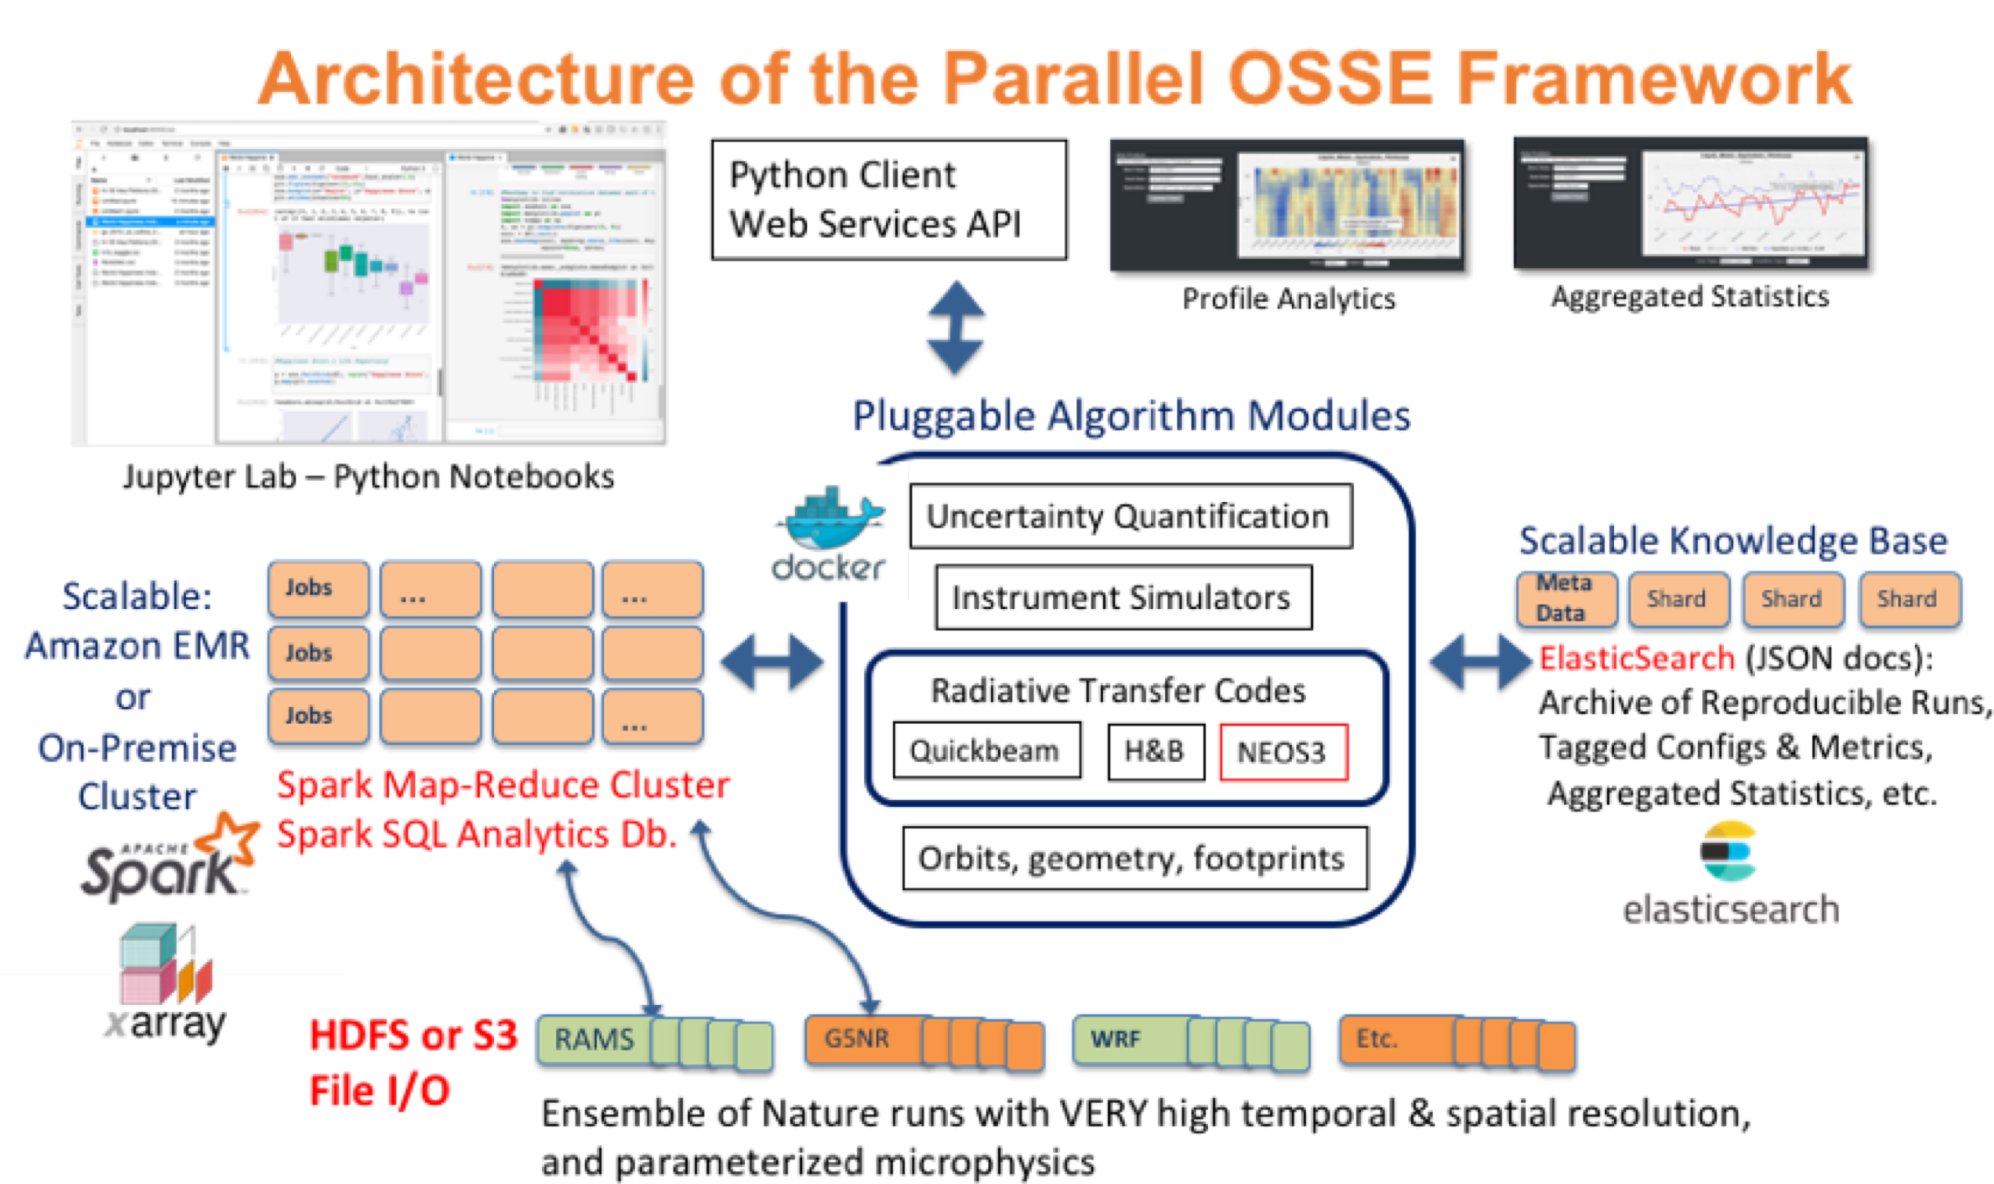 Architecture of the Parallel OSSE Framework
Python Client
Web Services API
Profile Analytics
Aggregated Statistics
Jupyter Lab – Python Notebooks
Pluggable Algorithm Modules
docker
Uncertainty Quantification
Instrument Simulators
Radiative Transfer Codes
Quickbeam
H&B
NEOS3
Orbits, geometry, footprints
Scalable:
Amazon EMR
or
On-Premise
Cluster
Jobs
...
...
Jobs
Jobs
...
Spark Map-Reduce Cluster
Spark SQL Analytics Db.
APACHE
Spark
xarray
Scalable Knowledge Base
Meta
Data
Shard
Shard
Shard
ElasticSearch (JSON docs):
Archive of Reproducible Runs,
Tagged Configs & Metrics,
Aggregated Statistics, etc.
elasticsearch
HDFS or S3
File I/O
RAMS
G5NR
WRF
Etc.
Ensemble of Nature runs with VERY high temporal & spatial resolution,
and parameterized microphysics